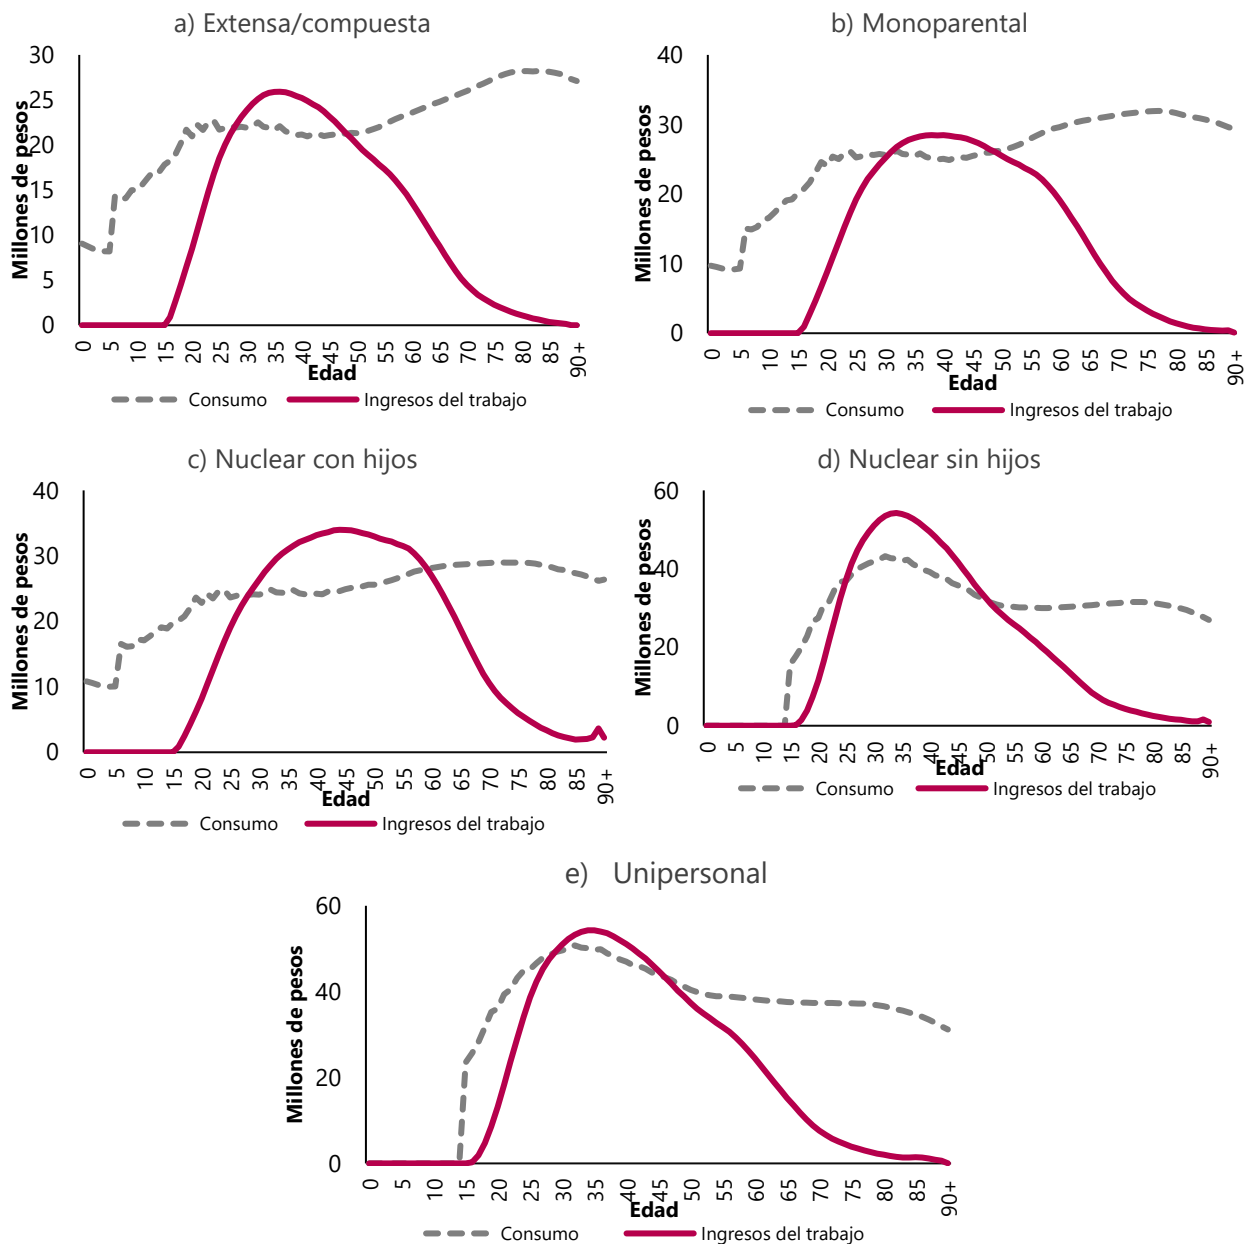 a) Extensa/compuesta
Millones de pesos
30
25
20
15
10
5
0
0 5 10 15 20 25 30 35 40 45 50 55 60 65 70 75 80 85 90+
Edad
Consumo Ingresos del trabajo
b) Monoparental
Millones de pesos
40
30
20
10
0
0 5 10 15 20 25 30 35 40 45 50 55 60 65 70 75 80 85 90+
Edad
Consumo Ingresos del trabajo
c) Nuclear con hijos
Millones de pesos
40
30
20
10
0
0 5 10 15 20 25 30 35 40 45 50 55 60 65 70 75 80 85 90+
Edad
Consumo Ingresos del trabajo
d) Nuclear sin hijos
Millones de pesos
60
40
20
0
0 5 10 15 20 25 30 35 40 45 50 55 60 65 70 75 80 85 90+
Edad
Consumo Ingresos del trabajo
e) Unipersonal
Millones de pesos
60
40
20
0
0 5 10 15 20 25 30 35 40 45 50 55 60 65 70 75 80 85 90+
Edad
Consumo Ingresos del trabajo